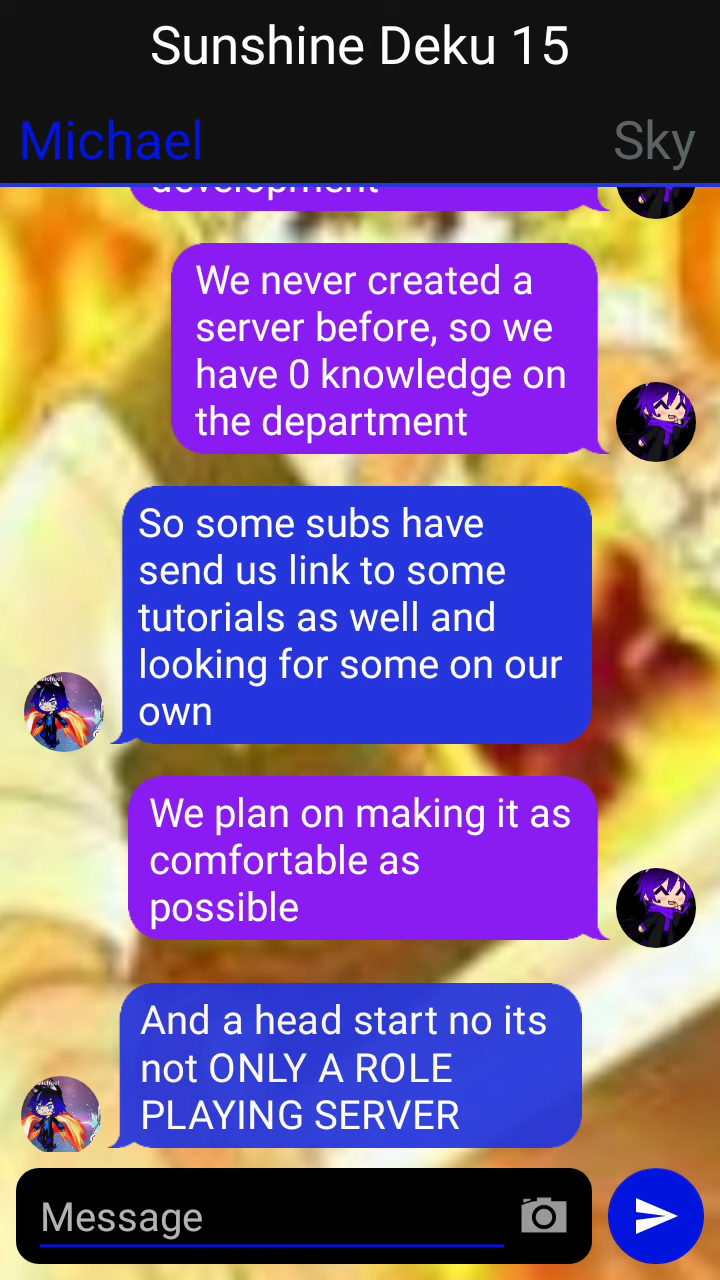 Sunshine Deku 15
Michael
Sky
development
We never created a
server before, so we
have 0 knowledge on
the department
So some subs have
send us link to some
tutorials as well and
looking for some on our
own
We plan on making it as
comfortable as
possible
And a head start no its
not ONLY A ROLE
PLAYING SERVER
Message